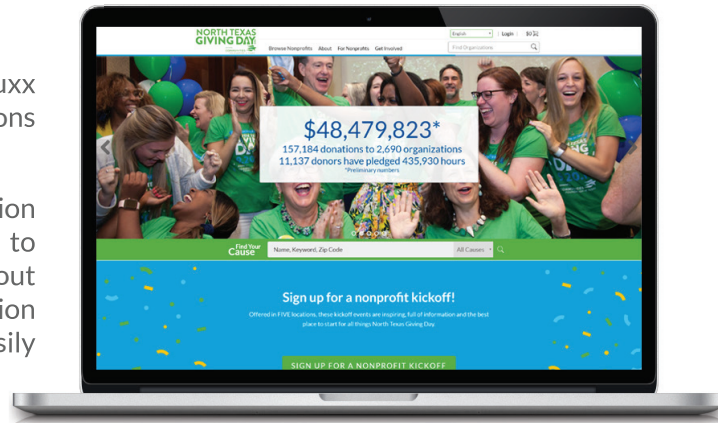 uxx
ons
ion
to
out
ion
sily
NORTH TEXAS
GIVING DAY
English
Login
$0
Browse Nonprofits About For Nonprofits Get Involved
Find Organizations
$48,479,823*
157,184 donations to 2,690 organizations
11,137 donors have pledged 435,930 hours
*Preliminary numbers
Find Your
Cause
Name, Keyword, Zip Code
All Causes
Sign up for a nonprofit kickoff!
Offered in FIVE locations, these kickoff events are inspiring, full of information and the best
place to start for all things North Texas Giving Day.
SIGN UP FOR A NONPROFIT KICKOFF